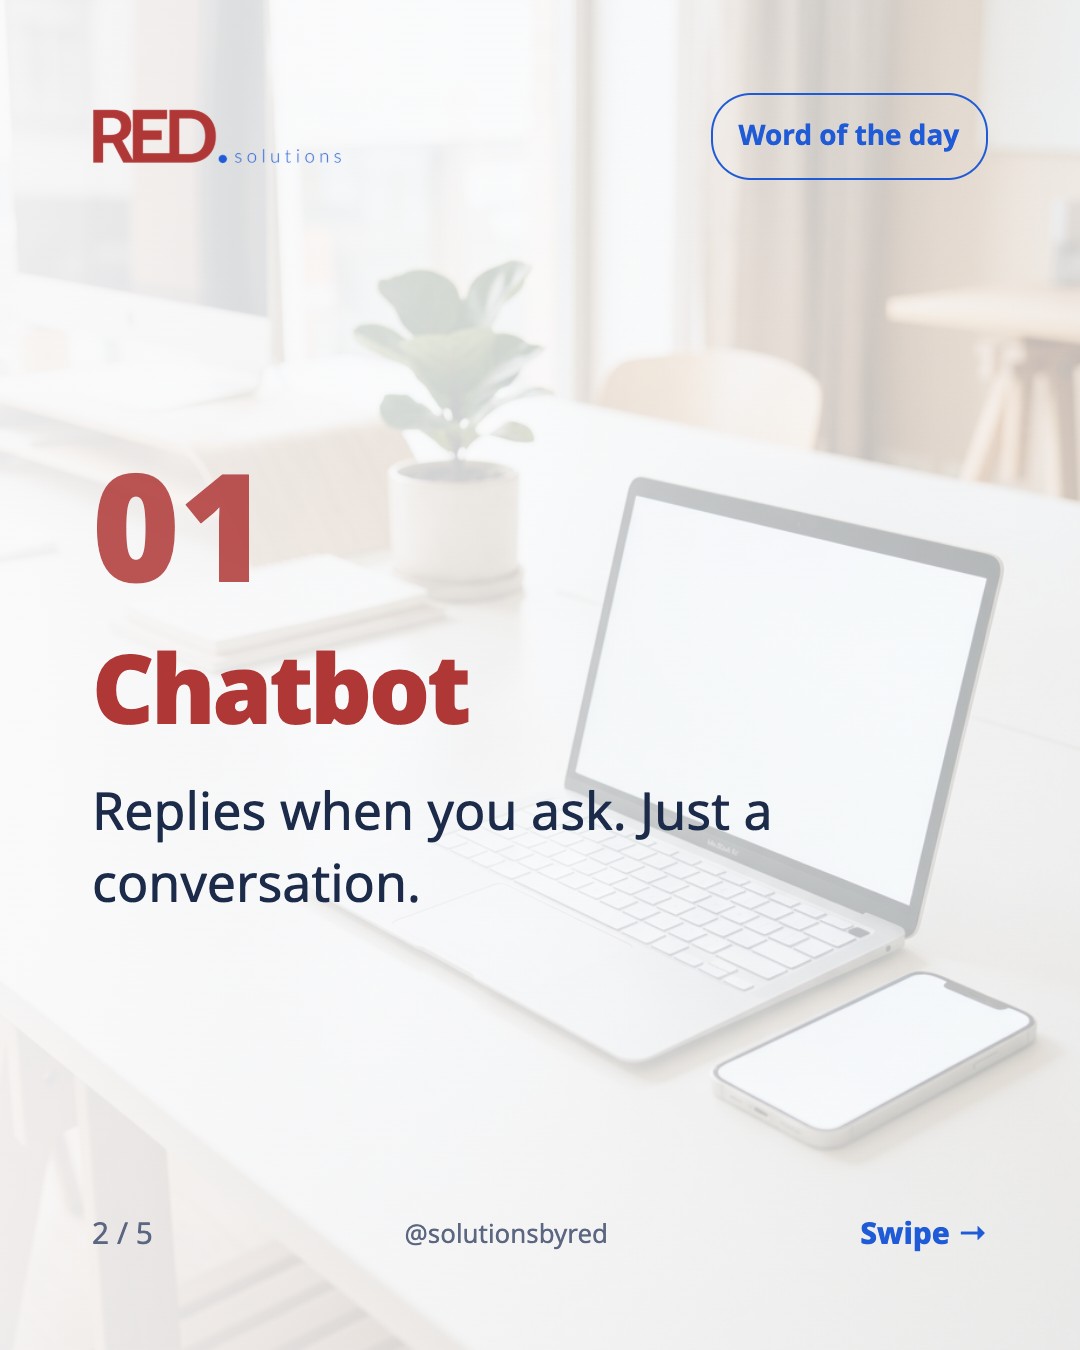 RED.solutions
Word of the day
01
Chatbot
Replies when you ask. Just a
conversation.
2 / 5
@solutionsbyred
Swipe →